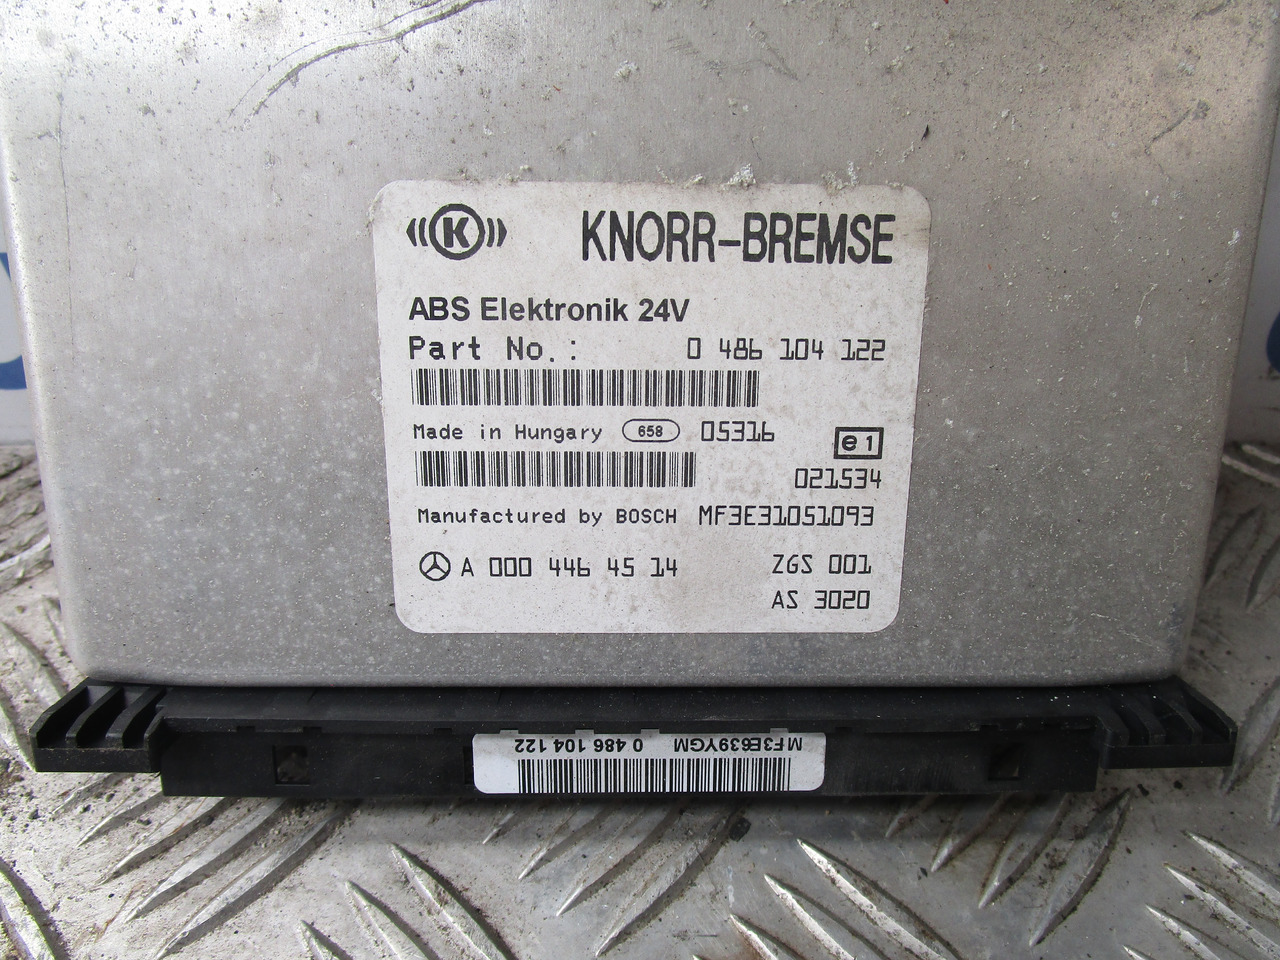 K KNORR-BREMSE
ABS Elektronik 24V
Part No.: 0 486 104 122
Made in Hungary 658 05316 e1
021534
Manufactured by BOSCH MF3E31051093
A 000 446 45 14 ZGS 001
AS 3020
MF3E639YGM 0 486 104 122